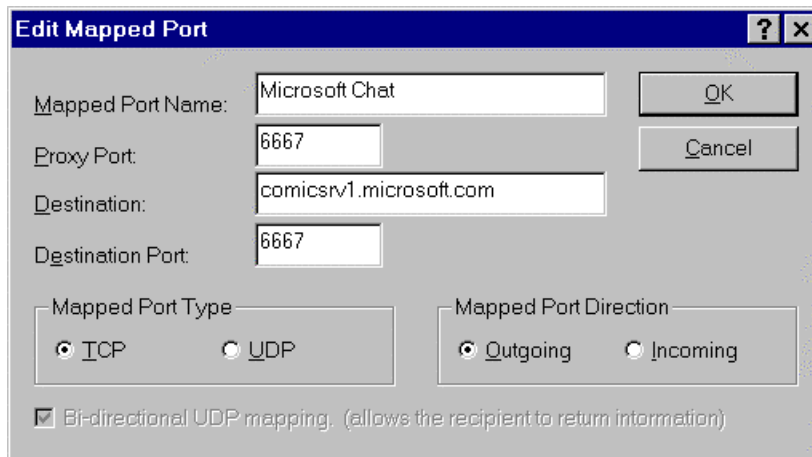 Edit Mapped Port
Mapped Port Name: Microsoft Chat OK
Proxy Port: 6667 Cancel
Destination: comicsrv1.microsoft.com
Destination Port: 6667
Mapped Port Type Mapped Port Direction
TCP UDP Outgoing Incoming
Bi-directional UDP mapping. (allows the recipient to return information)